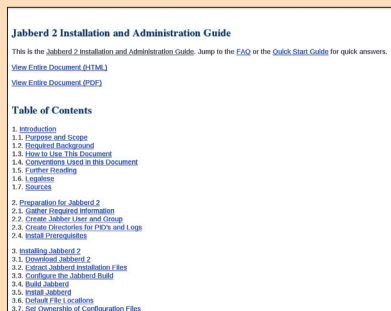 Jabberd 2 Installation and Administration Guide
This is the Jabberd 2 Installation and Administration Guide. Jump to the FAQ or the Quick Start Guide for quick answers.
View Entire Document (HTML)
View Entire Document (PDF)
Table of Contents
1. Introduction
1.1. Purpose and Scope
1.2. Required Background
1.3. How to Use This Document
1.4. Conventions Used in this Document
1.5. Further Reading
1.6. Legalese
1.7. Sources
2. Preparation for Jabberd 2
2.1. Gather Required Information
2.2. Create Jabber User and Group
2.3. Create Directories for PID's and Logs
2.4. Install Prerequisites
3. Installing Jabberd 2
3.1. Download Jabberd 2
3.2. Extract Jabberd Installation Files
3.3. Configure the Jabberd Build
3.4. Build Jabberd
3.5. Install Jabberd
3.6. Default File Locations
3.7. Set Ownership of Configuration Files